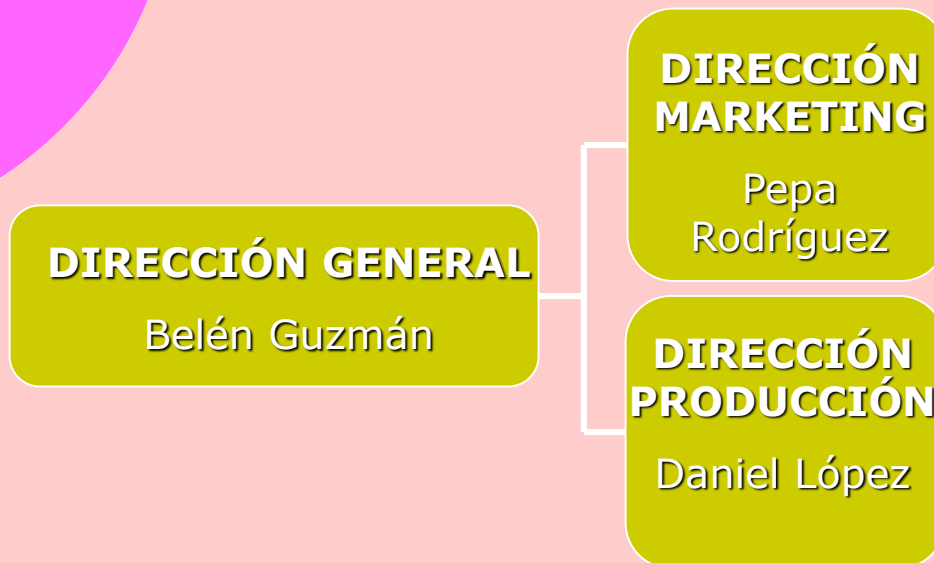 DIRECCIÓN GENERAL
Belén Guzmán
DIRECCIÓN
MARKETING
Pepa
Rodríguez
DIRECCIÓN
PRODUCCIÓN
Daniel López